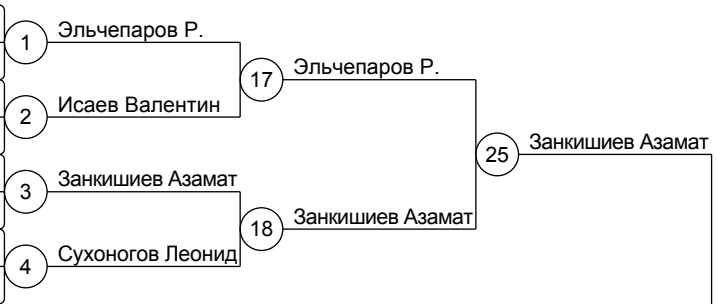 1 Эльчепаров Р.
17 Эльчепаров Р.
2 Исаев Валентин
25 Занкишиев Азамат
3 Занкишиев Азамат
18 Занкишиев Азамат
4 Сухоногов Леонид